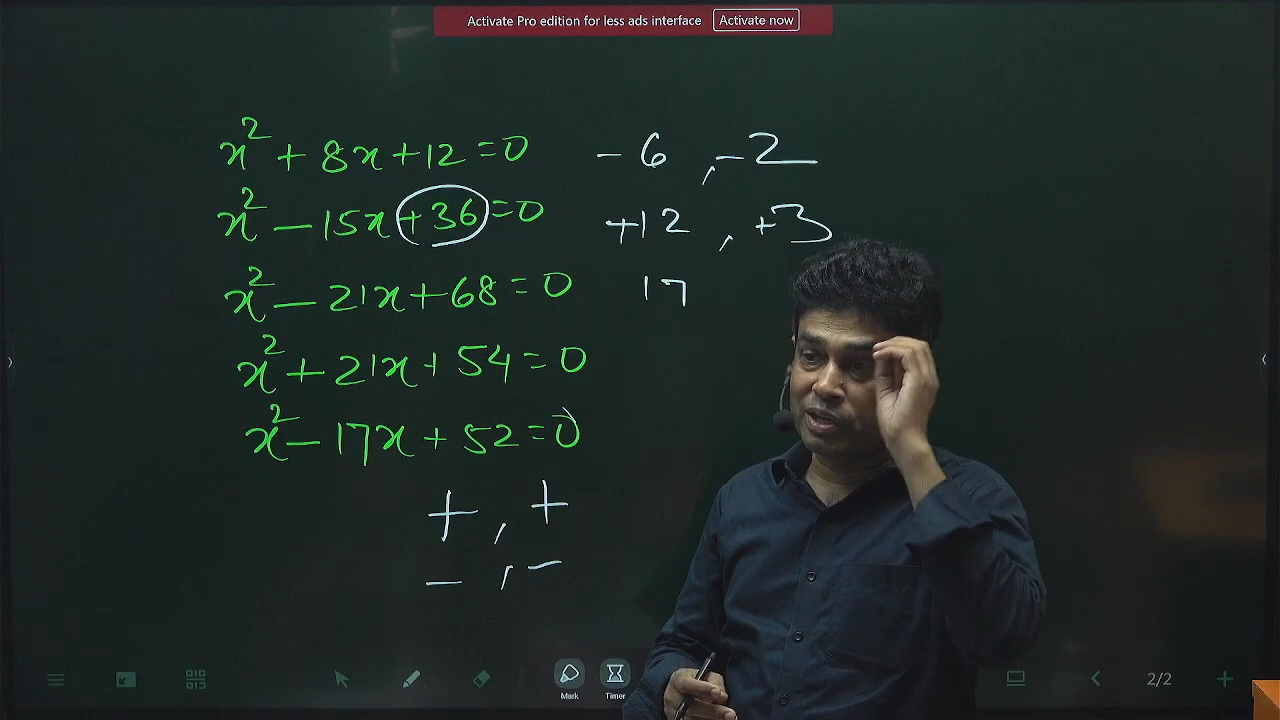 Activate Pro edition for less ads interface Activate now
x² + 8x + 12 = 0 - 6 , - 2
x² - 15x + 36 = 0 + 12 , + 3
x² - 21x + 68 = 0 17
x² + 21x + 54 = 0
x² - 17x + 52 = 0
+ , +
- , -
Mark Timer 2/2